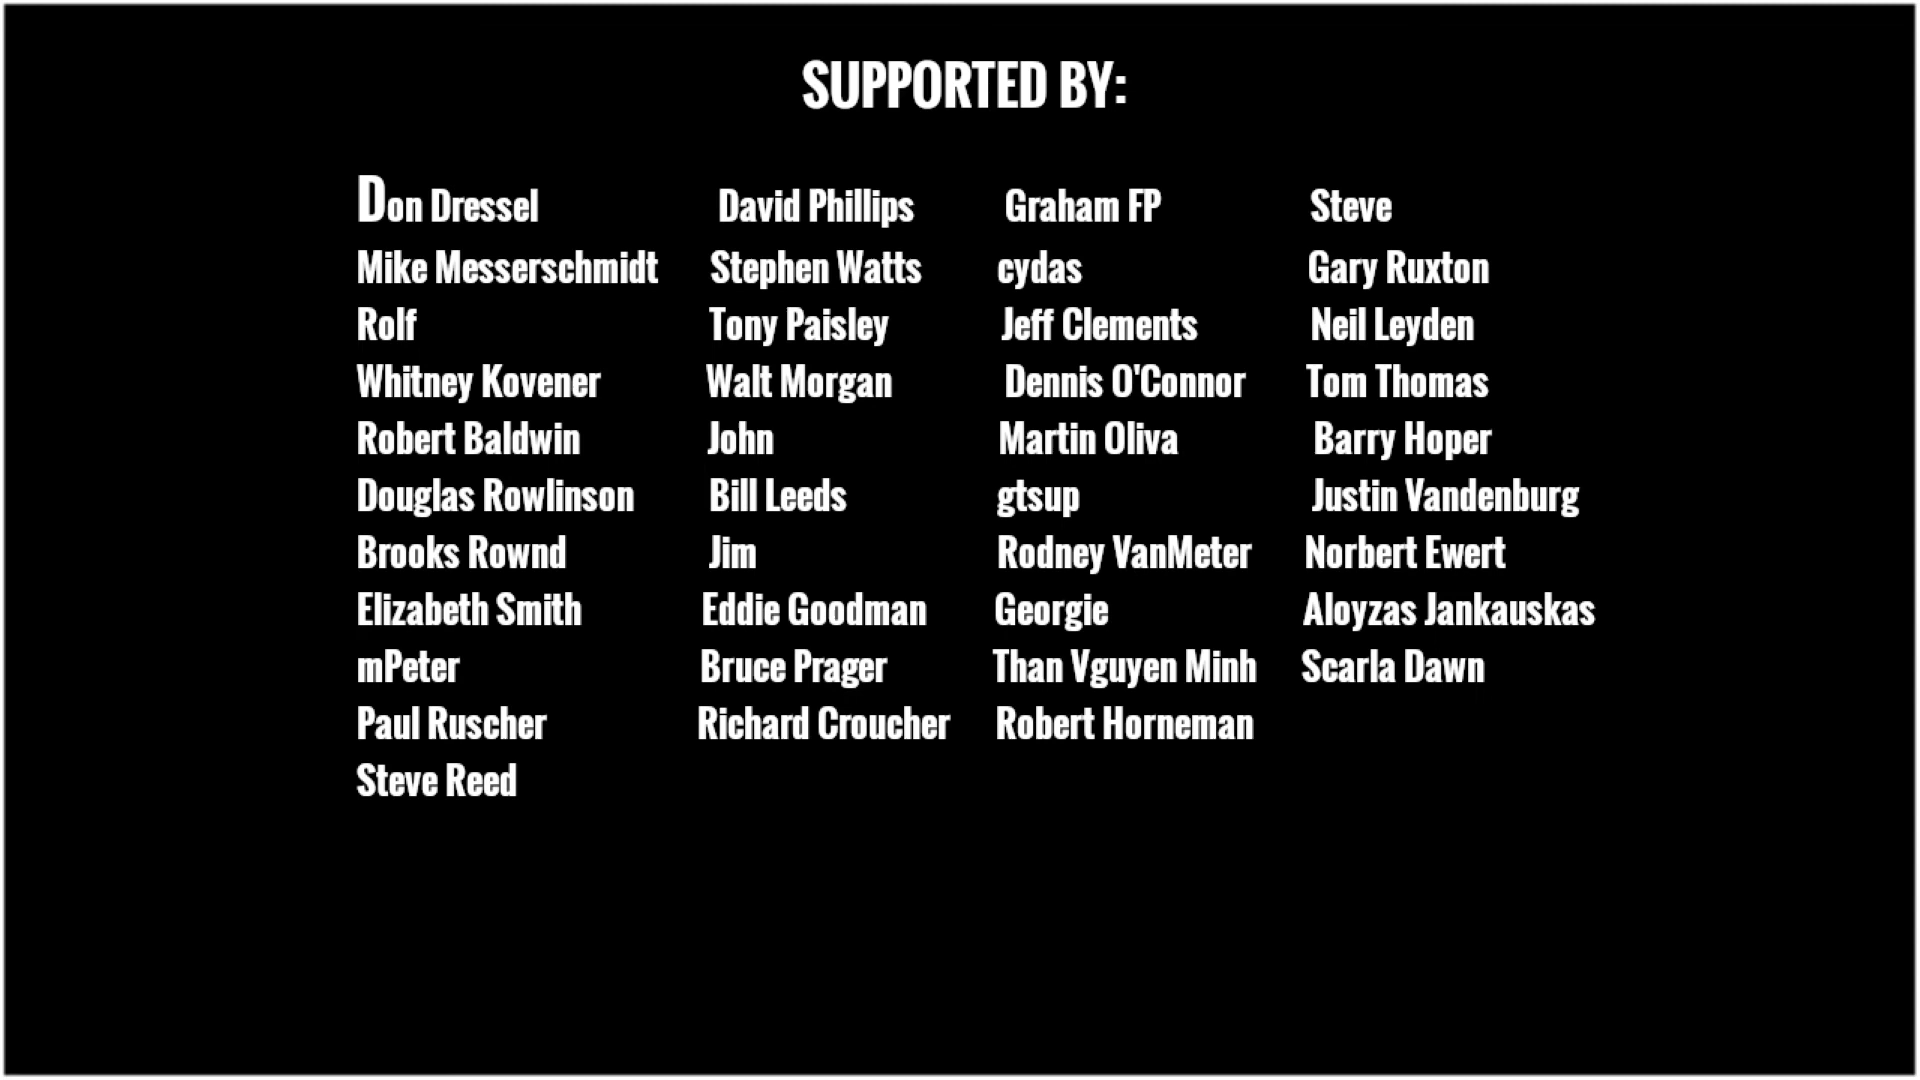 SUPPORTED BY:
Don Dressel David Phillips Graham FP Steve
Mike Messerschmidt Stephen Watts cydas Gary Ruxton
Rolf Tony Paisley Jeff Clements Neil Leyden
Whitney Kovener Walt Morgan Dennis O'Connor Tom Thomas
Robert Baldwin John Martin Oliva Barry Hoper
Douglas Rowlinson Bill Leeds gtsup Justin Vandenburg
Brooks Rownd Jim Rodney VanMeter Norbert Ewert
Elizabeth Smith Eddie Goodman Georgie Aloyzas Jankauskas
mPeter Bruce Prager Than Vguyen Minh Scarla Dawn
Paul Ruscher Richard Croucher Robert Horneman
Steve Reed